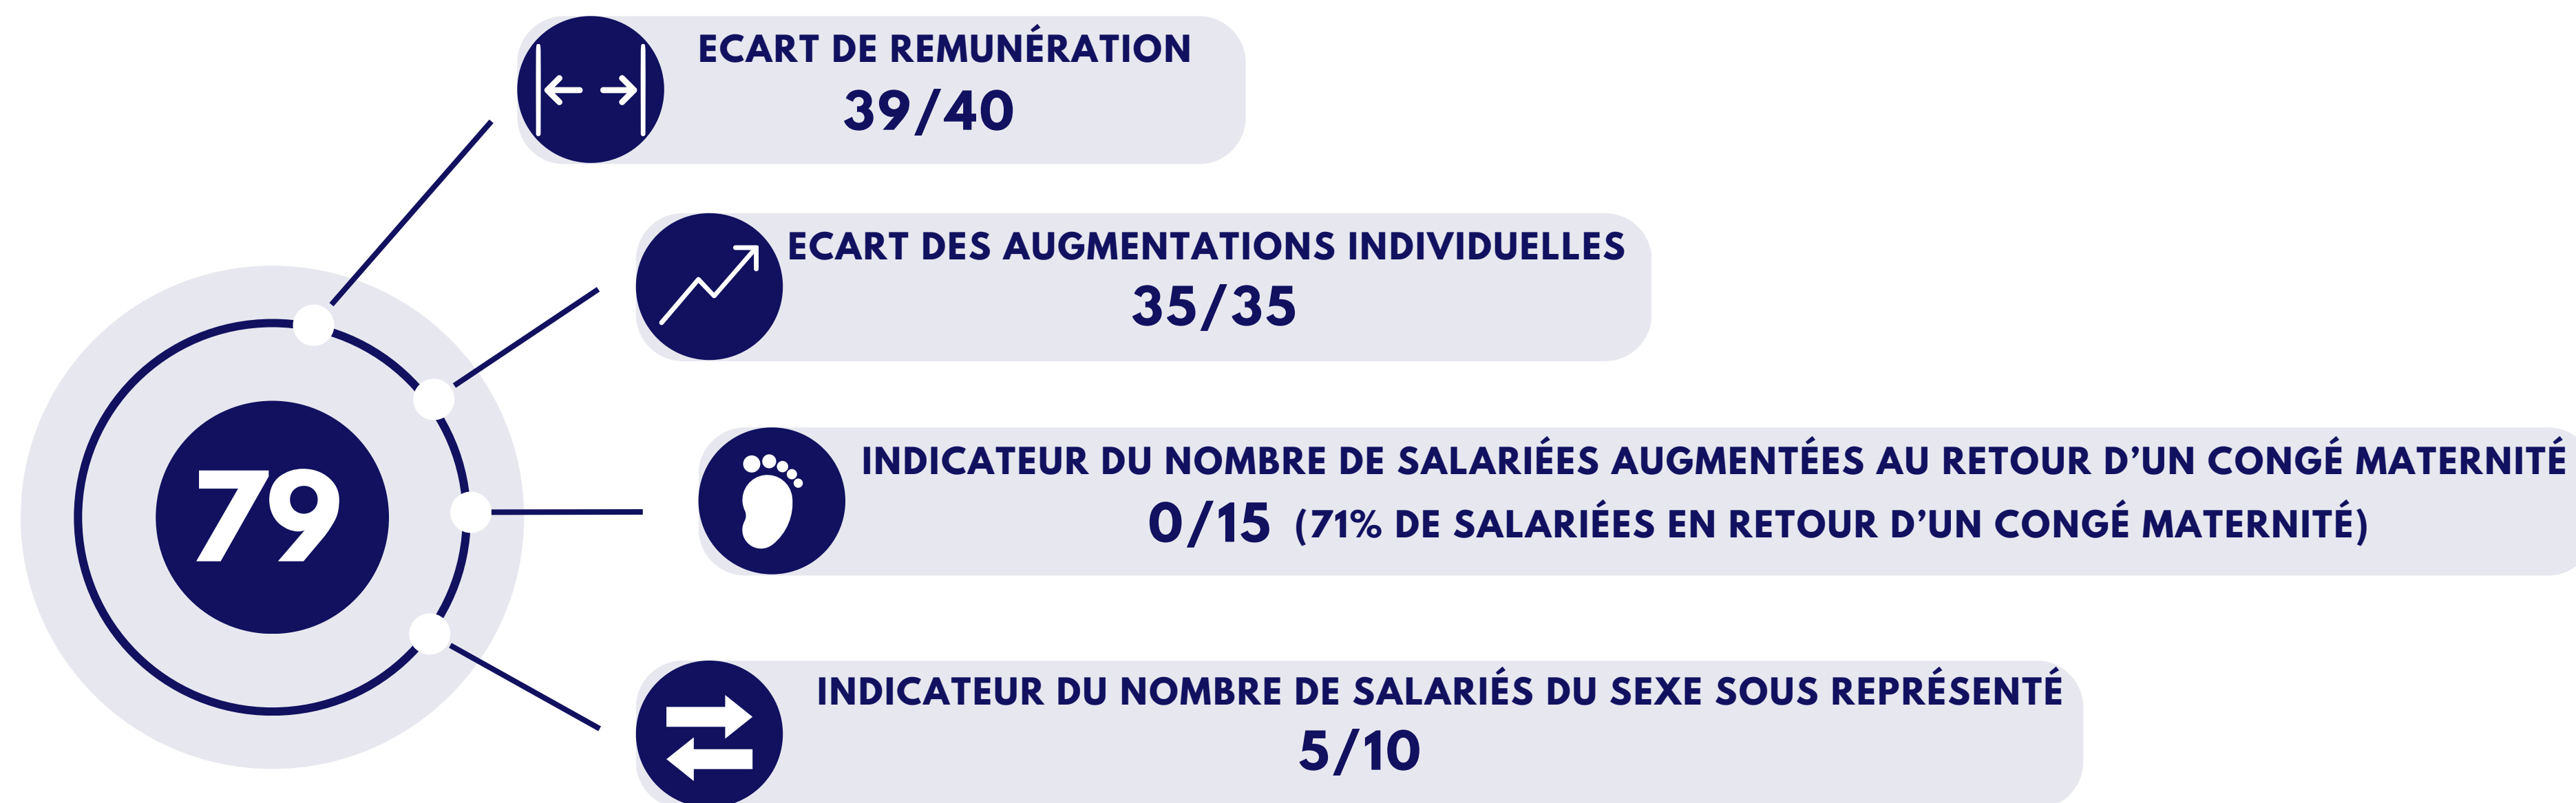 ECART DE REMUNÉRATION
39/40
ECART DES AUGMENTATIONS INDIVIDUELLES
35/35
79
INDICATEUR DU NOMBRE DE SALARIÉES AUGMENTÉES AU RETOUR D’UN CONGÉ MATERNITÉ
0/15 (71% DE SALARIÉES EN RETOUR D’UN CONGÉ MATERNITÉ)
INDICATEUR DU NOMBRE DE SALARIÉS DU SEXE SOUS REPRÉSENTÉ
5/10